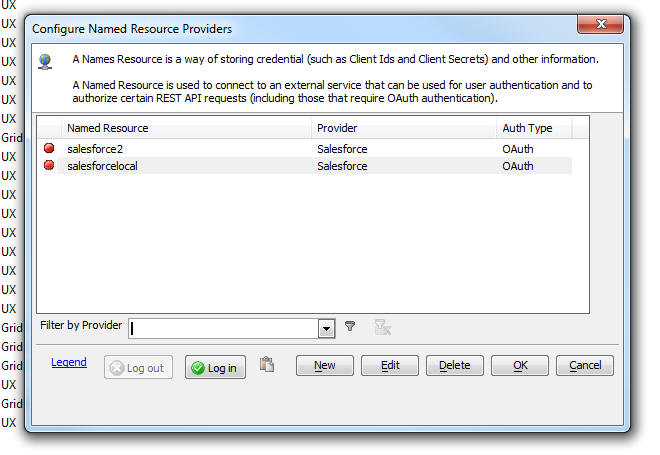 UX
UX
UX
UX
UX
UX
UX
Grid
UX
UX
UX
UX
UX
UX
UX
UX
UX
Grid
Grid
Grid
UX
Grid
UX
Configure Named Resource Providers
A Names Resource is a way of storing credential (such as Client Ids and Client Secrets) and other information.
A Named Resource is used to connect to an external service that can be used for user authentication and to
authorize certain REST API requests (including those that require OAuth authentication).
Named Resource Provider Auth Type
salesforce2 Salesforce OAuth
salesforcelocal Salesforce OAuth
Filter by Provider
Legend Log out Log in New Edit Delete OK Cancel